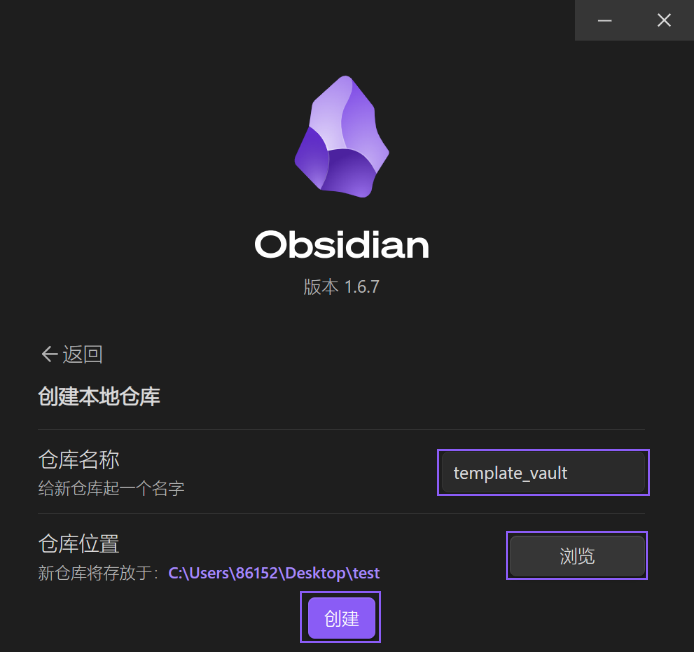 Obsidian
版本 1.6.7
返回
创建本地仓库
仓库名称
给新仓库起一个名字
template_vault
仓库位置
新仓库将存放于：C:\Users\86152\Desktop\test
浏览
创建